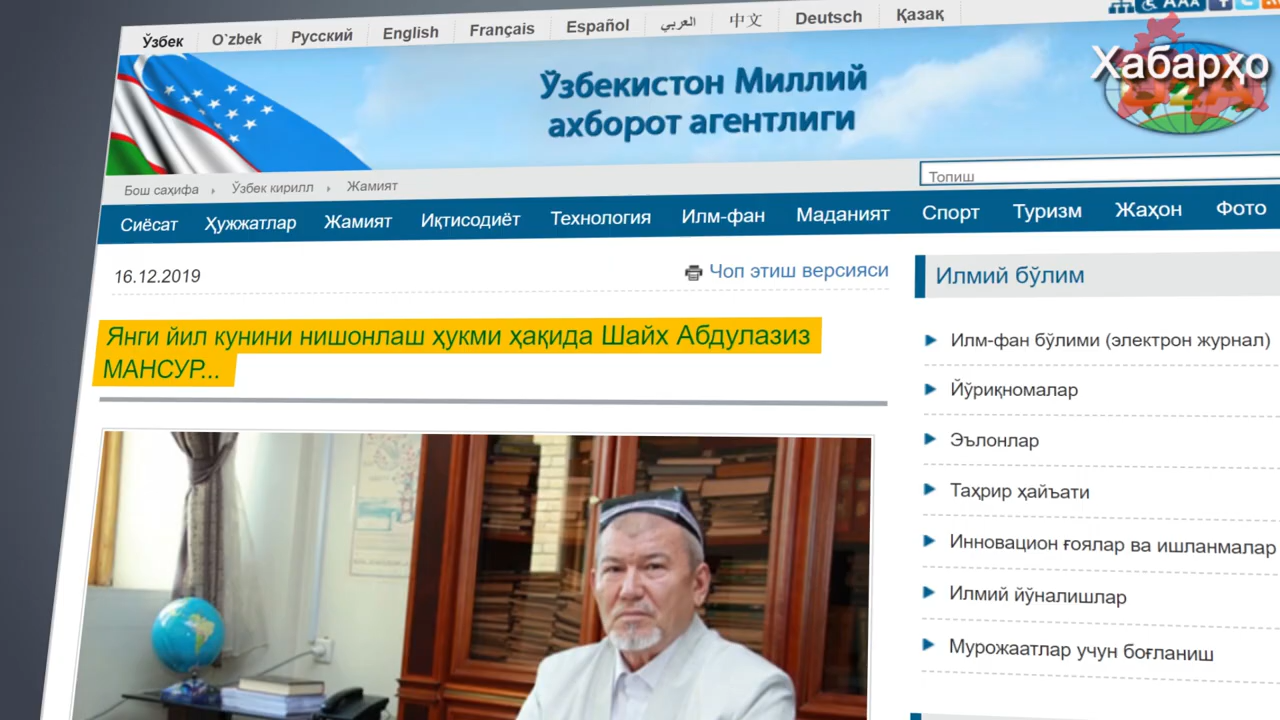 Ўзбек O`zbek Русский English Français Español العربي 中文 Deutsch Қазақ
AAA
Хабарҳо
Ўзбекистон Миллий
ахборот агентлиги
Бош саҳифа Ўзбек кирилл Жамият
Топиш
Сиёсат Ҳужжатлар Жамият Иқтисодиёт Технология Илм-фан Маданият Спорт Туризм Жаҳон Фото
16.12.2019
Чоп этиш версияси
Янги йил кунини нишонлаш ҳукми ҳақида Шайх Абдулазиз
МАНСУР...
Илмий бўлим
Илм-фан бўлими (электрон журнал)
Йўриқномалар
Эълонлар
Таҳрир ҳайъати
Инновацион ғоялар ва ишланмалар
Илмий йўналишлар
Мурожаатлар учун боғланиш